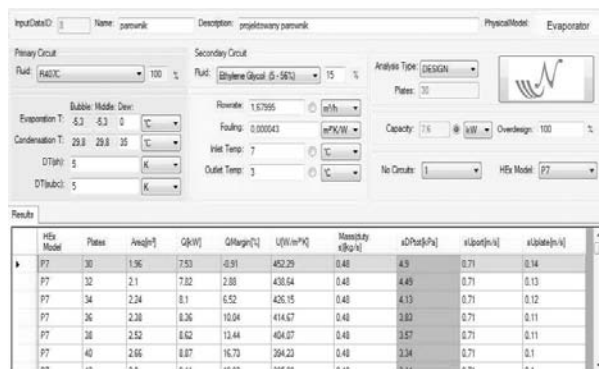 InputDataID: 3 Name: parownik Description: projektowany parownik PhysicalModel: Evaporator
Primary Circuit
Fluid: R407C 100 %
Secondary Circuit
Fluid: Ethylene Glycol (5 - 56%) 15 %
Analysis Type: DESIGN
Plates: 30
Bubble: Middle: Dew:
Evaporation T: -5,3 -5,3 0 °C
Condensation T: 29,8 29,8 35 °C
DT(sh): 5 K
DT(subc): 5 K
Flowrate: 1,67995 m³/h
Fouling: 0,000043 m²K/W
Inlet Temp: 7 °C
Outlet Temp: 3 °C
Capacity: 7,6 kW Overdesign: 100 %
No Circuits: 1 HEx Model: P7
Results
HEx Model Plates Area[m²] Q[kW] QMargin[%] U[W/m²K] Mass(duty s)[kg/s] sDPtot[kPa] sUport[m/s] sUplate[m/s]
P7 30 1.96 7.53 -0.91 452.29 0.48 4.9 0.71 0.14
P7 32 2.1 7.82 2.88 438.64 0.48 4.49 0.71 0.13
P7 34 2.24 8.1 6.52 426.15 0.48 4.13 0.71 0.12
P7 36 2.38 8.36 10.04 414.67 0.48 3.83 0.71 0.11
P7 38 2.52 8.62 13.44 404.07 0.48 3.57 0.71 0.11
P7 40 2.66 8.87 16.73 394.23 0.48 3.34 0.71 0.1